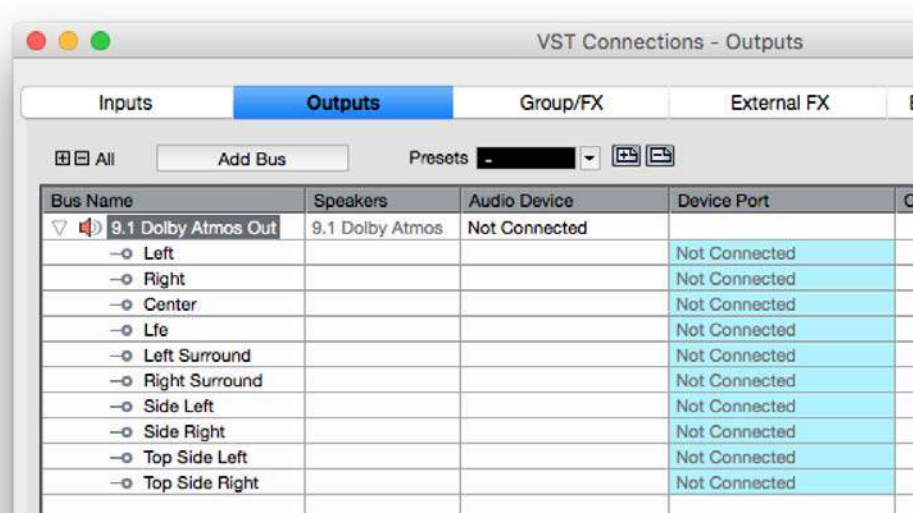 VST Connections - Outputs
Inputs Outputs Group/FX External FX
All Add Bus Presets -
Bus Name Speakers Audio Device Device Port
9.1 Dolby Atmos Out 9.1 Dolby Atmos Not Connected
Left Not Connected
Right Not Connected
Center Not Connected
Lfe Not Connected
Left Surround Not Connected
Right Surround Not Connected
Side Left Not Connected
Side Right Not Connected
Top Side Left Not Connected
Top Side Right Not Connected